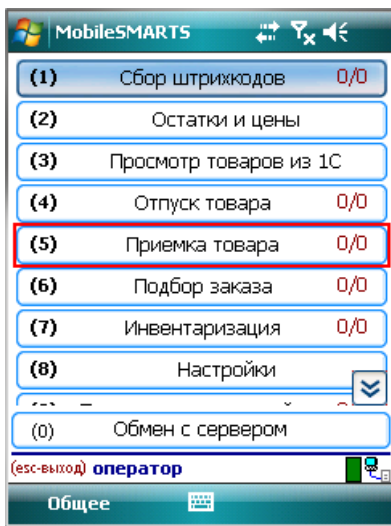 MobileSMARTS
(1) Сбор штрихкодов 0/0
(2) Остатки и цены
(3) Просмотр товаров из 1С
(4) Отпуск товара 0/0
(5) Приемка товара 0/0
(6) Подбор заказа 0/0
(7) Инвентаризация 0/0
(8) Настройки
(0) Обмен с сервером
(esc-выход) оператор
Общее